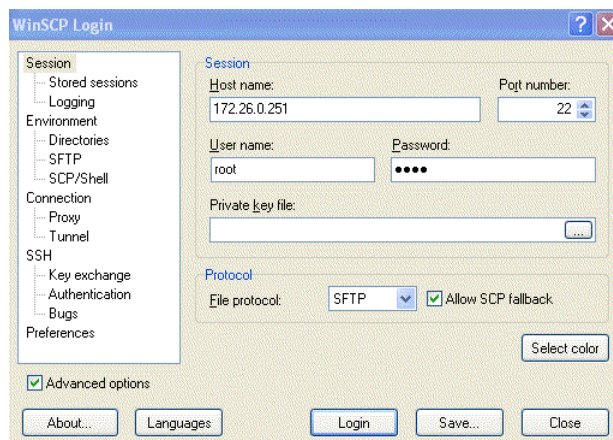 WinSCP Login
Session
Stored sessions
Logging
Environment
Directories
SFTP
SCP/Shell
Connection
Proxy
Tunnel
SSH
Key exchange
Authentication
Bugs
Preferences
Advanced options
Session
Host name: Port number:
172.26.0.251 22
User name: Password:
root ●●●●
Private key file:
...
Protocol
File protocol: SFTP Allow SCP fallback
Select color
About... Languages Login Save... Close